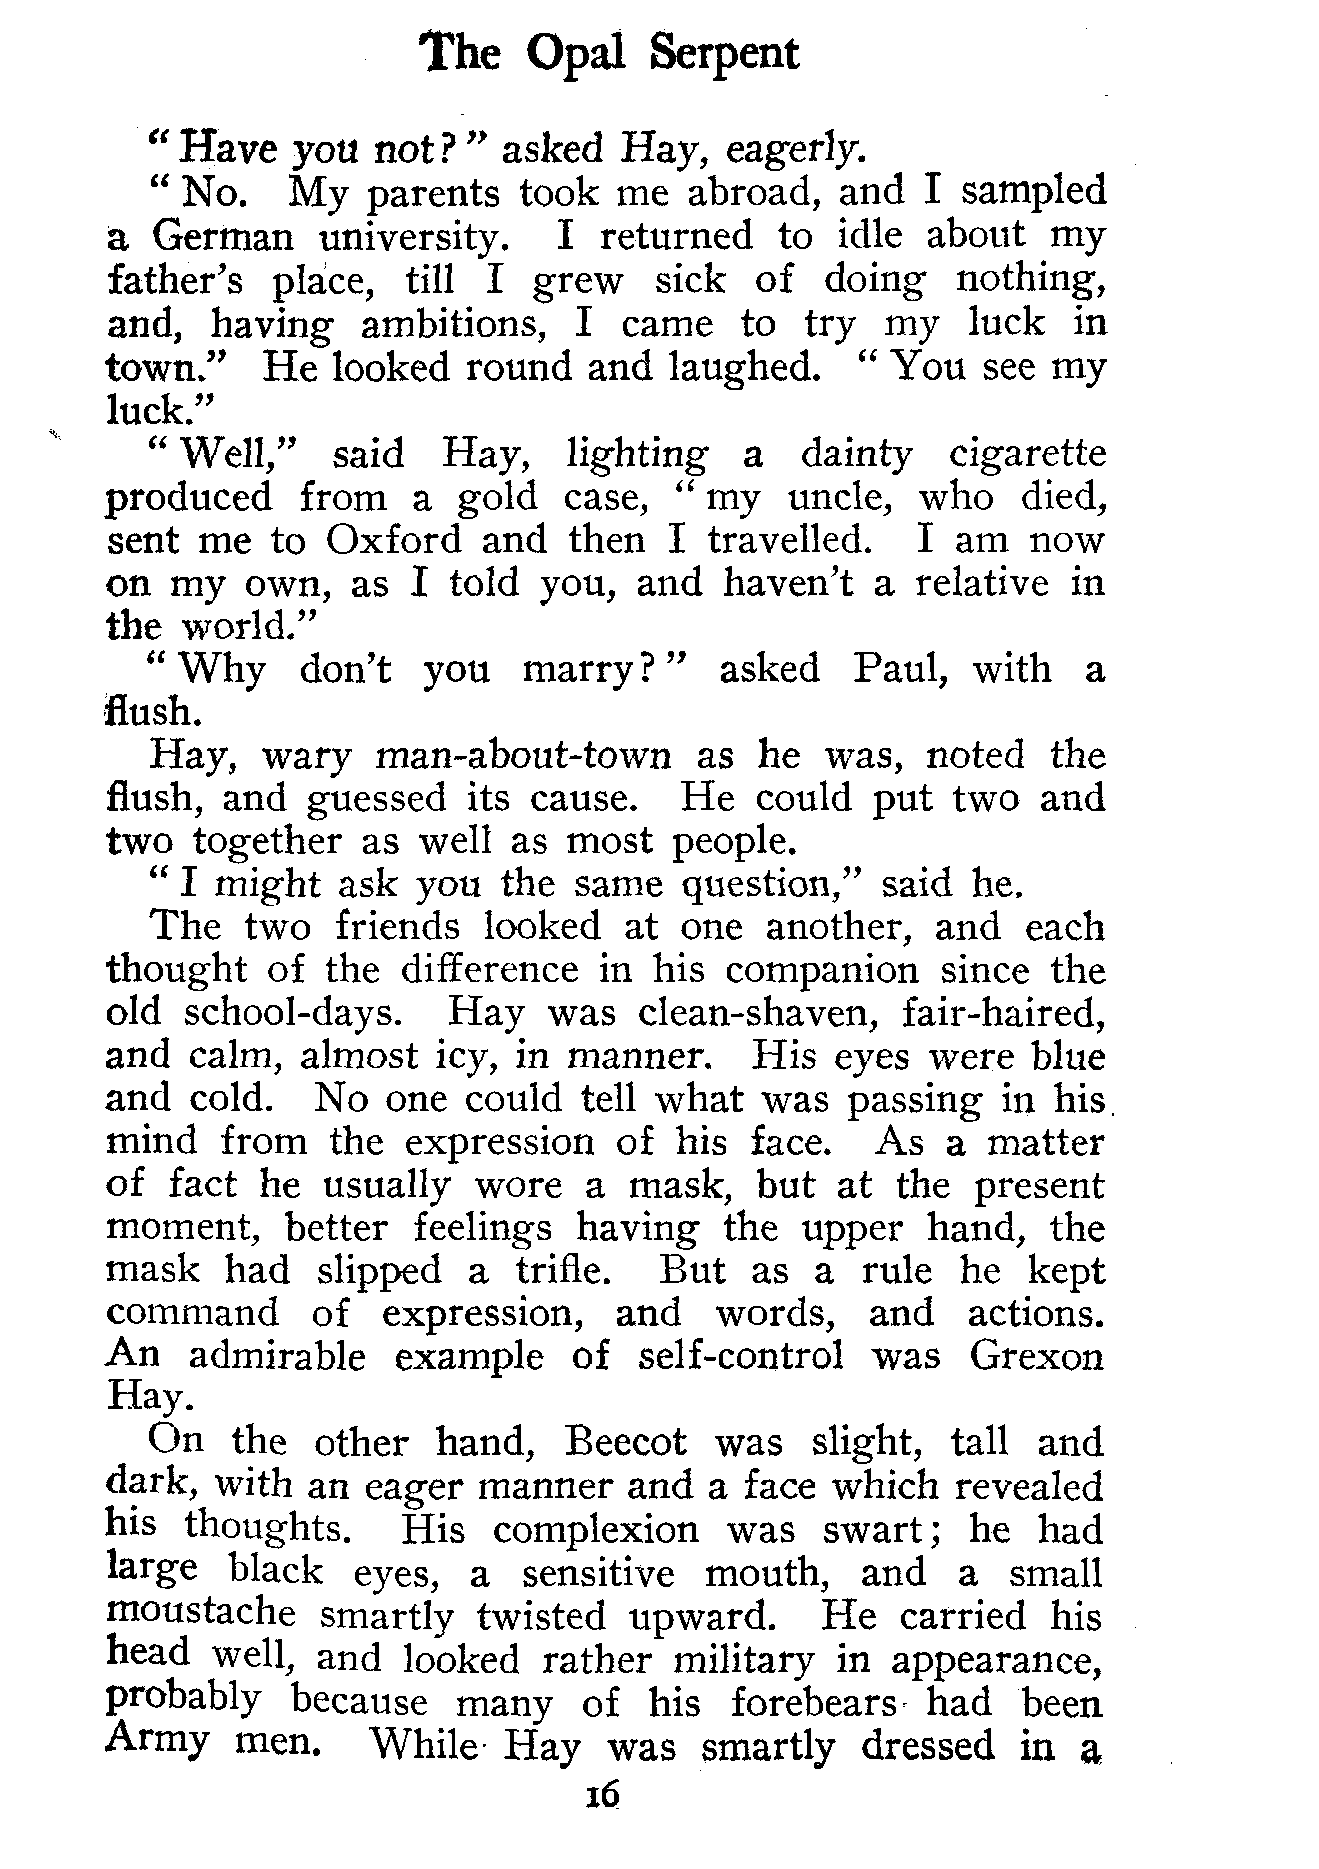 The Opal Serpent
“ Have you not? ” asked Hay, eagerly.
“ No. My parents took me abroad, and I sampled
a German university. I returned to idle about my
father’s place, till I grew sick of doing nothing,
and, having ambitions, I came to try my luck in
town.” He looked round and laughed. “ You see my
luck.”
“ Well,” said Hay, lighting a dainty cigarette
produced from a gold case, “ my uncle, who died,
sent me to Oxford and then I travelled. I am now
on my own, as I told you, and haven’t a relative in
the world.”
“ Why don’t you marry? ” asked Paul, with a
flush.
Hay, wary man-about-town as he was, noted the
flush, and guessed its cause. He could put two and
two together as well as most people.
“ I might ask you the same question,” said he.
The two friends looked at one another, and each
thought of the difference in his companion since the
old school-days. Hay was clean-shaven, fair-haired,
and calm, almost icy, in manner. His eyes were blue
and cold. No one could tell what was passing in his
mind from the expression of his face. As a matter
of fact he usually wore a mask, but at the present
moment, better feelings having the upper hand, the
mask had slipped a trifle. But as a rule he kept
command of expression, and words, and actions.
An admirable example of self-control was Grexon
Hay.
On the other hand, Beecot was slight, tall and
dark, with an eager manner and a face which revealed
his thoughts. His complexion was swart; he had
large black eyes, a sensitive mouth, and a small
moustache smartly twisted upward. He carried his
head well, and looked rather military in appearance,
probably because many of his forebears had been
Army men. While Hay was smartly dressed in a
16